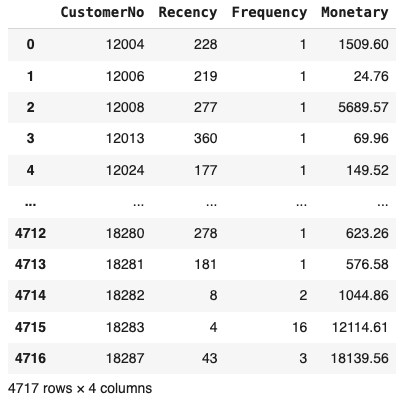 CustomerNo Recency Frequency Monetary
0 12004 228 1 1509.60
1 12006 219 1 24.76
2 12008 277 1 5689.57
3 12013 360 1 69.96
4 12024 177 1 149.52
... ... ... ... ...
4712 18280 278 1 623.26
4713 18281 181 1 576.58
4714 18282 8 2 1044.86
4715 18283 4 16 12114.61
4716 18287 43 3 18139.56
4717 rows × 4 columns